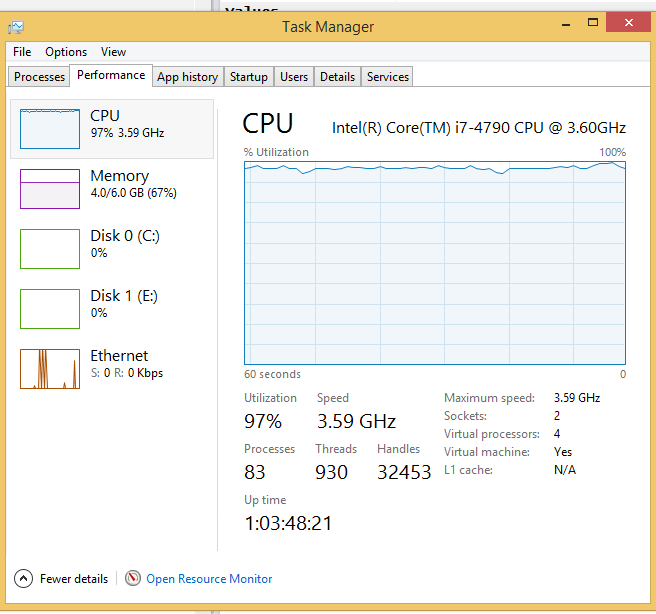 values
Task Manager
File Options View
Processes Performance App history Startup Users Details Services
CPU
97% 3.59 GHz
Memory
4.0/6.0 GB (67%)
Disk 0 (C:)
0%
Disk 1 (E:)
0%
Ethernet
S: 0 R: 0 Kbps
CPU Intel(R) Core(TM) i7-4790 CPU @ 3.60GHz
% Utilization 100%
60 seconds 0
Utilization Speed
97% 3.59 GHz
Processes Threads Handles
83 930 32453
Up time
1:03:48:21
Maximum speed: 3.59 GHz
Sockets: 2
Virtual processors: 4
Virtual machine: Yes
L1 cache: N/A
Fewer details Open Resource Monitor